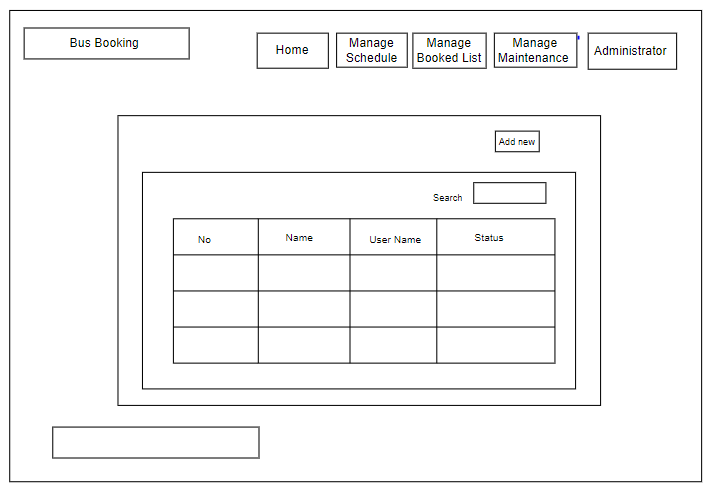 Bus Booking
Home
Manage
Schedule
Manage
Booked List
Manage
Maintenance
Administrator
Add new
Search
No
Name
User Name
Status